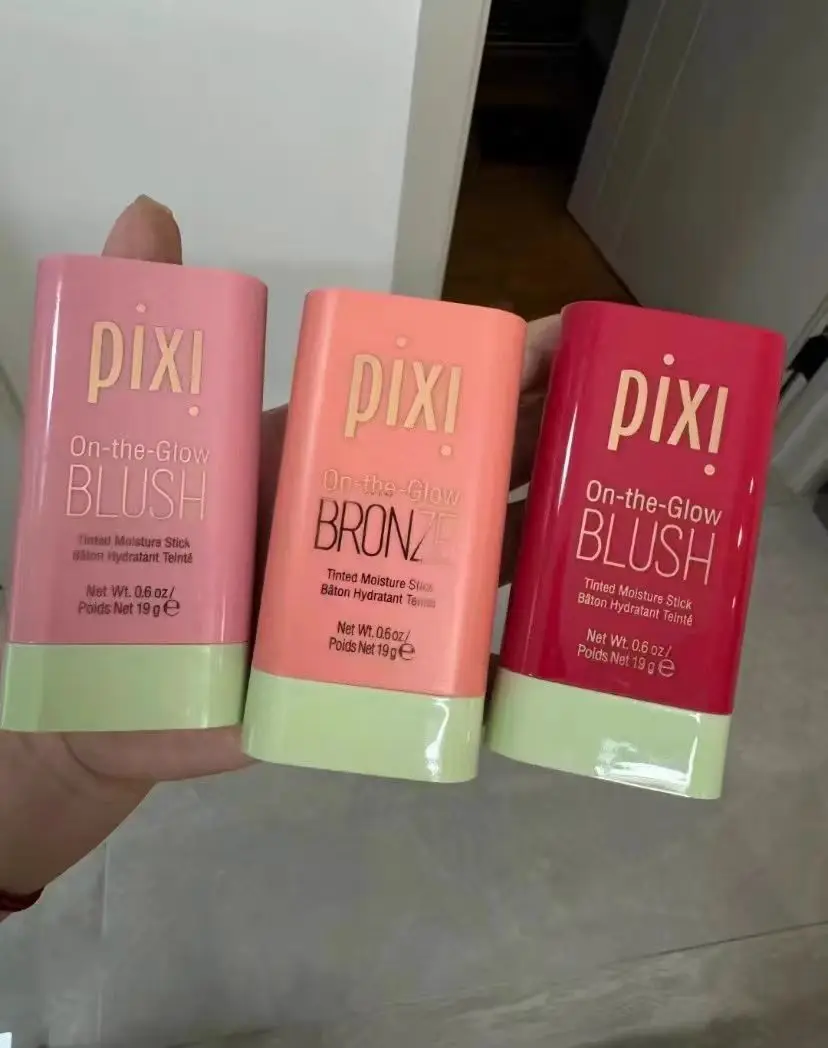 pixi
On-the-Glow
BLUSH
Tinted Moisture Stick
Bâton Hydratant Teinté
Net Wt. 0.6 oz/
Poids Net 19 g e
pixi
On-the-Glow
BRONZE
Tinted Moisture Stick
Bâton Hydratant Teinté
Net Wt. 0.6 oz/
Poids Net 19 g e
pixi
On-the-Glow
BLUSH
Tinted Moisture Stick
Bâton Hydratant Teinté
Net Wt. 0.6 oz/
Poids Net 19 g e